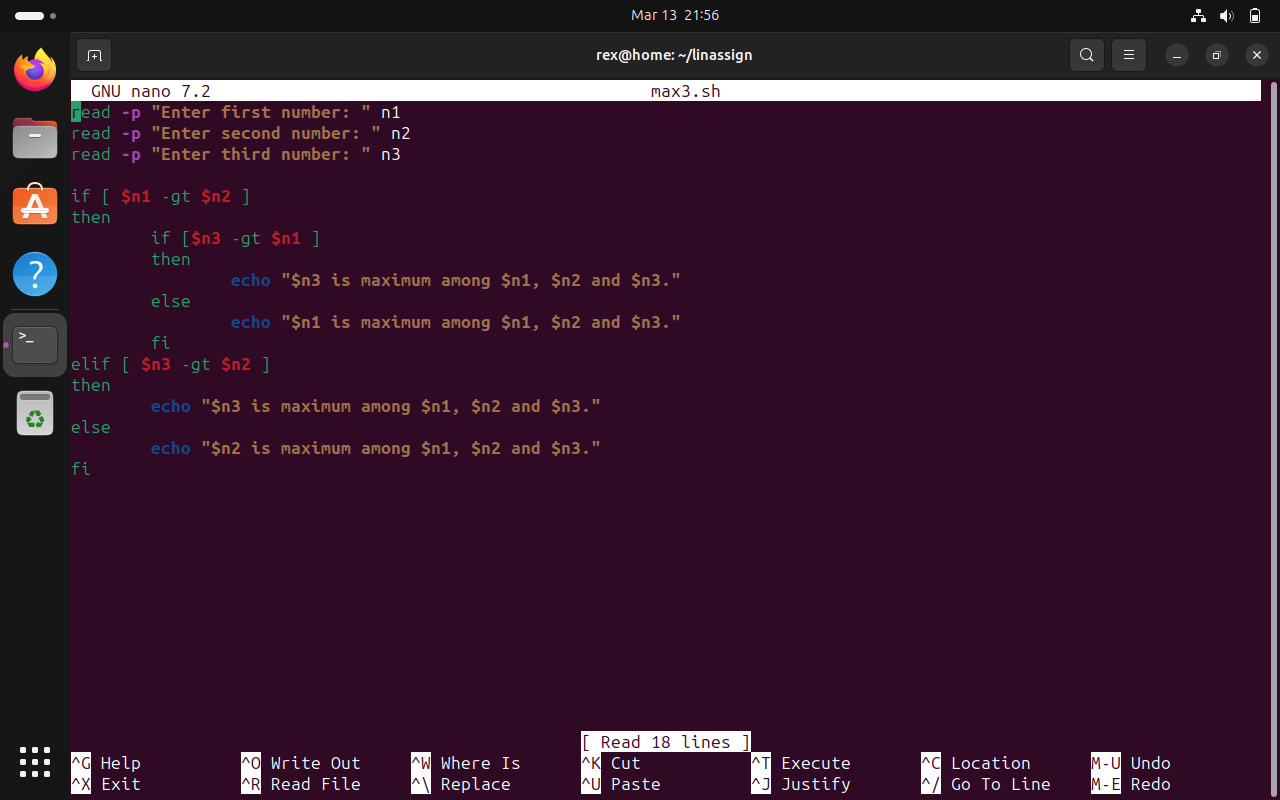 Mar 13 21:56
rex@home: ~/linassign
GNU nano 7.2 max3.sh
read -p "Enter first number: " n1
read -p "Enter second number: " n2
read -p "Enter third number: " n3
if [ $n1 -gt $n2 ]
then
if [$n3 -gt $n1 ]
then
echo "$n3 is maximum among $n1, $n2 and $n3."
else
echo "$n1 is maximum among $n1, $n2 and $n3."
fi
elif [ $n3 -gt $n2 ]
then
echo "$n3 is maximum among $n1, $n2 and $n3."
else
echo "$n2 is maximum among $n1, $n2 and $n3."
fi
[ Read 18 lines ]
^G Help ^O Write Out ^W Where Is ^K Cut ^T Execute ^C Location M-U Undo
^X Exit ^R Read File ^\ Replace ^U Paste ^J Justify ^/ Go To Line M-E Redo